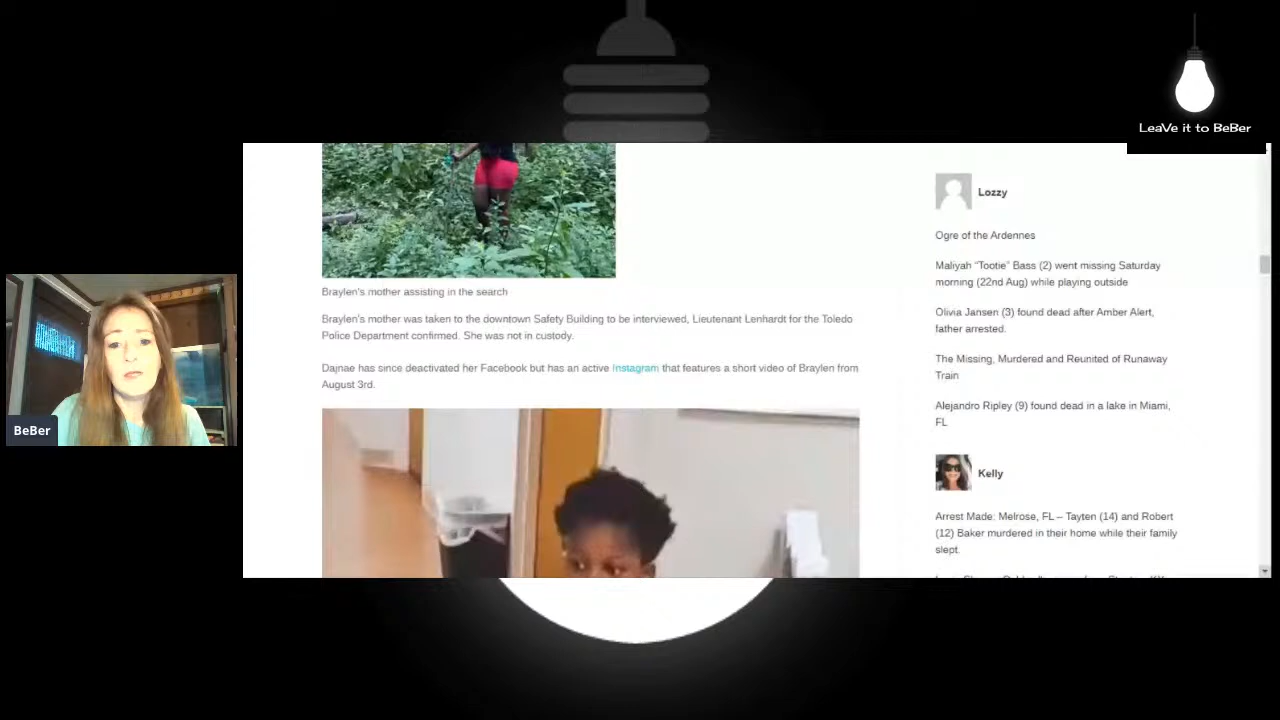 LeaVe it to BeBer
Braylen's mother assisting in the search
Braylen's mother was taken to the downtown Safety Building to be interviewed, Lieutenant Lenhardt for the Toledo
Police Department confirmed. She was not in custody.
Dajnae has since deactivated her Facebook but has an active Instagram that features a short video of Braylen from
August 3rd.
Lozzy
Ogre of the Ardennes
Maliyah “Tootie” Bass (2) went missing Saturday
morning (22nd Aug) while playing outside
Olivia Jansen (3) found dead after Amber Alert,
father arrested.
The Missing, Murdered and Reunited of Runaway
Train
Alejandro Ripley (9) found dead in a lake in Miami,
FL
Kelly
Arrest Made: Melrose, FL – Tayten (14) and Robert
(12) Baker murdered in their home while their family
slept.
BeBer